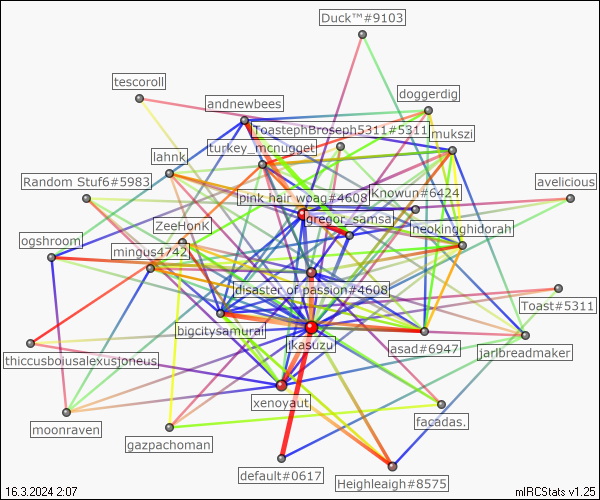 Duck™#9103
tescoroll
doggerdig
andnewbees
ToastephBroseph5311#5311
mukszi
turkey_mcnugget
lahnk
Random Stuf6#5983
pink hair woag#4608
Knowun#6424
avelicious
gregor_samsa
ZeeHonK
neokingghidorah
ogshroom
mingus4742
disaster of passion#4608
Toast#5311
bigcitysamurai
ikasuzu
asad#6947
jarlbreadmaker
thiccusboiusalexustioneus
xenoyaut
moonraven
facadas.
gazpachoman
default#0617
Heighleaigh#8575
16.3.2024 2:07
mIRCStats v1.25